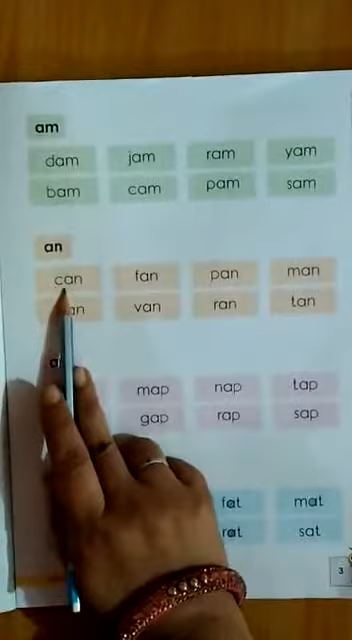 am
dam jam ram yam
bam cam pam sam
an
can fan pan man
van ran tan
map nap tap
gap rap sap
fat mat
rat sat
3